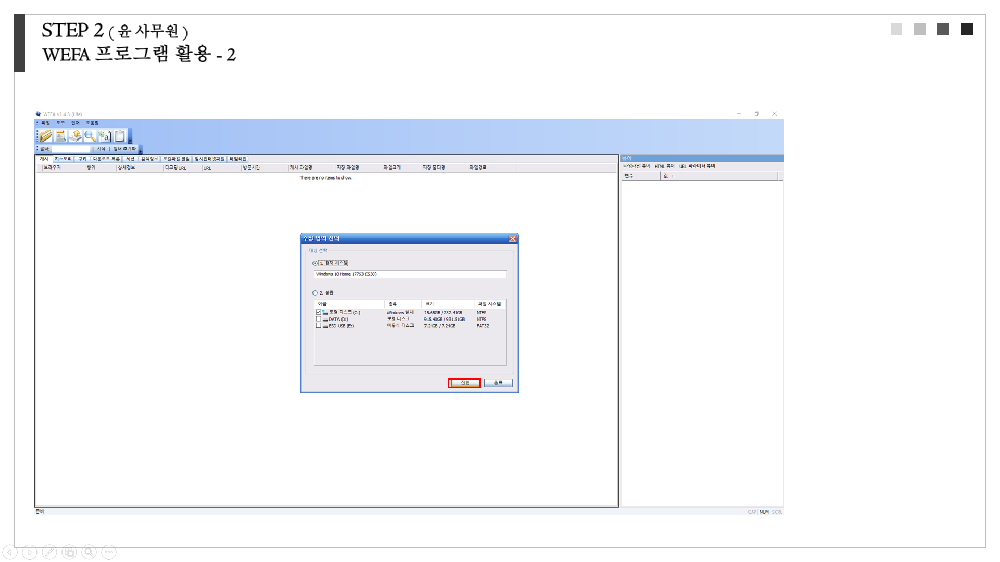 STEP 2 ( 윤 사무원 )
WEFA 프로그램 활용 - 2
WEFA v1.4.3 (Lite)
파일 도구 언어 도움말
필터: | 시작 | 필터 초기화
캐시 히스토리 쿠키 다운로드 목록 세션 검색정보 로컬파일 열람 임시인터넷파일 타임라인
브라우저 행위 상세정보 디코딩 URL URL 방문시간 캐시 파일명 저장 파일명 파일크기 저장 폴더명 파일경로
There are no items to show.
뷰어
타임라인 뷰어 HTML 뷰어 URL 파라미터 뷰어
변수 값
수집 영역 선택
대상 선택
1. 현재 시스템
Windows 10 Home 17763 (IS30)
2. 볼륨
이름 종류 크기 파일 시스템
로컬 디스크 (C:) Windows 설치 15.65GB / 232.41GB NTFS
DATA (D:) 로컬 디스크 915.40GB / 931.51GB NTFS
ESD-USB (E:) 이동식 디스크 7.24GB / 7.24GB FAT32
진행 종료
준비
CAP NUM SCRL